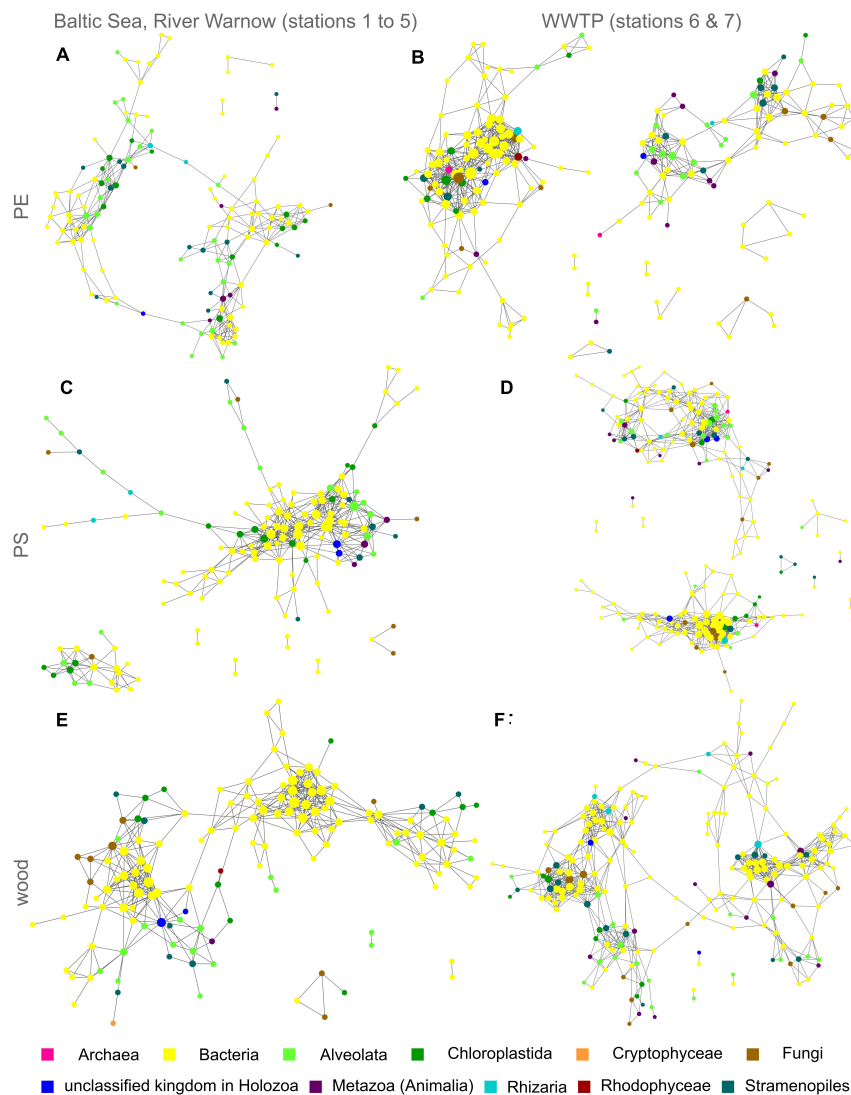 Baltic Sea, River Warnow (stations 1 to 5) WWTP (stations 6 & 7)
A B
PE
C D
PS
E F:
wood
Archaea Bacteria Alveolata Chloroplastida Cryptophyceae Fungi
unclassified kingdom in Holozoa Metazoa (Animalia) Rhizaria Rhodophyceae Stramenopiles